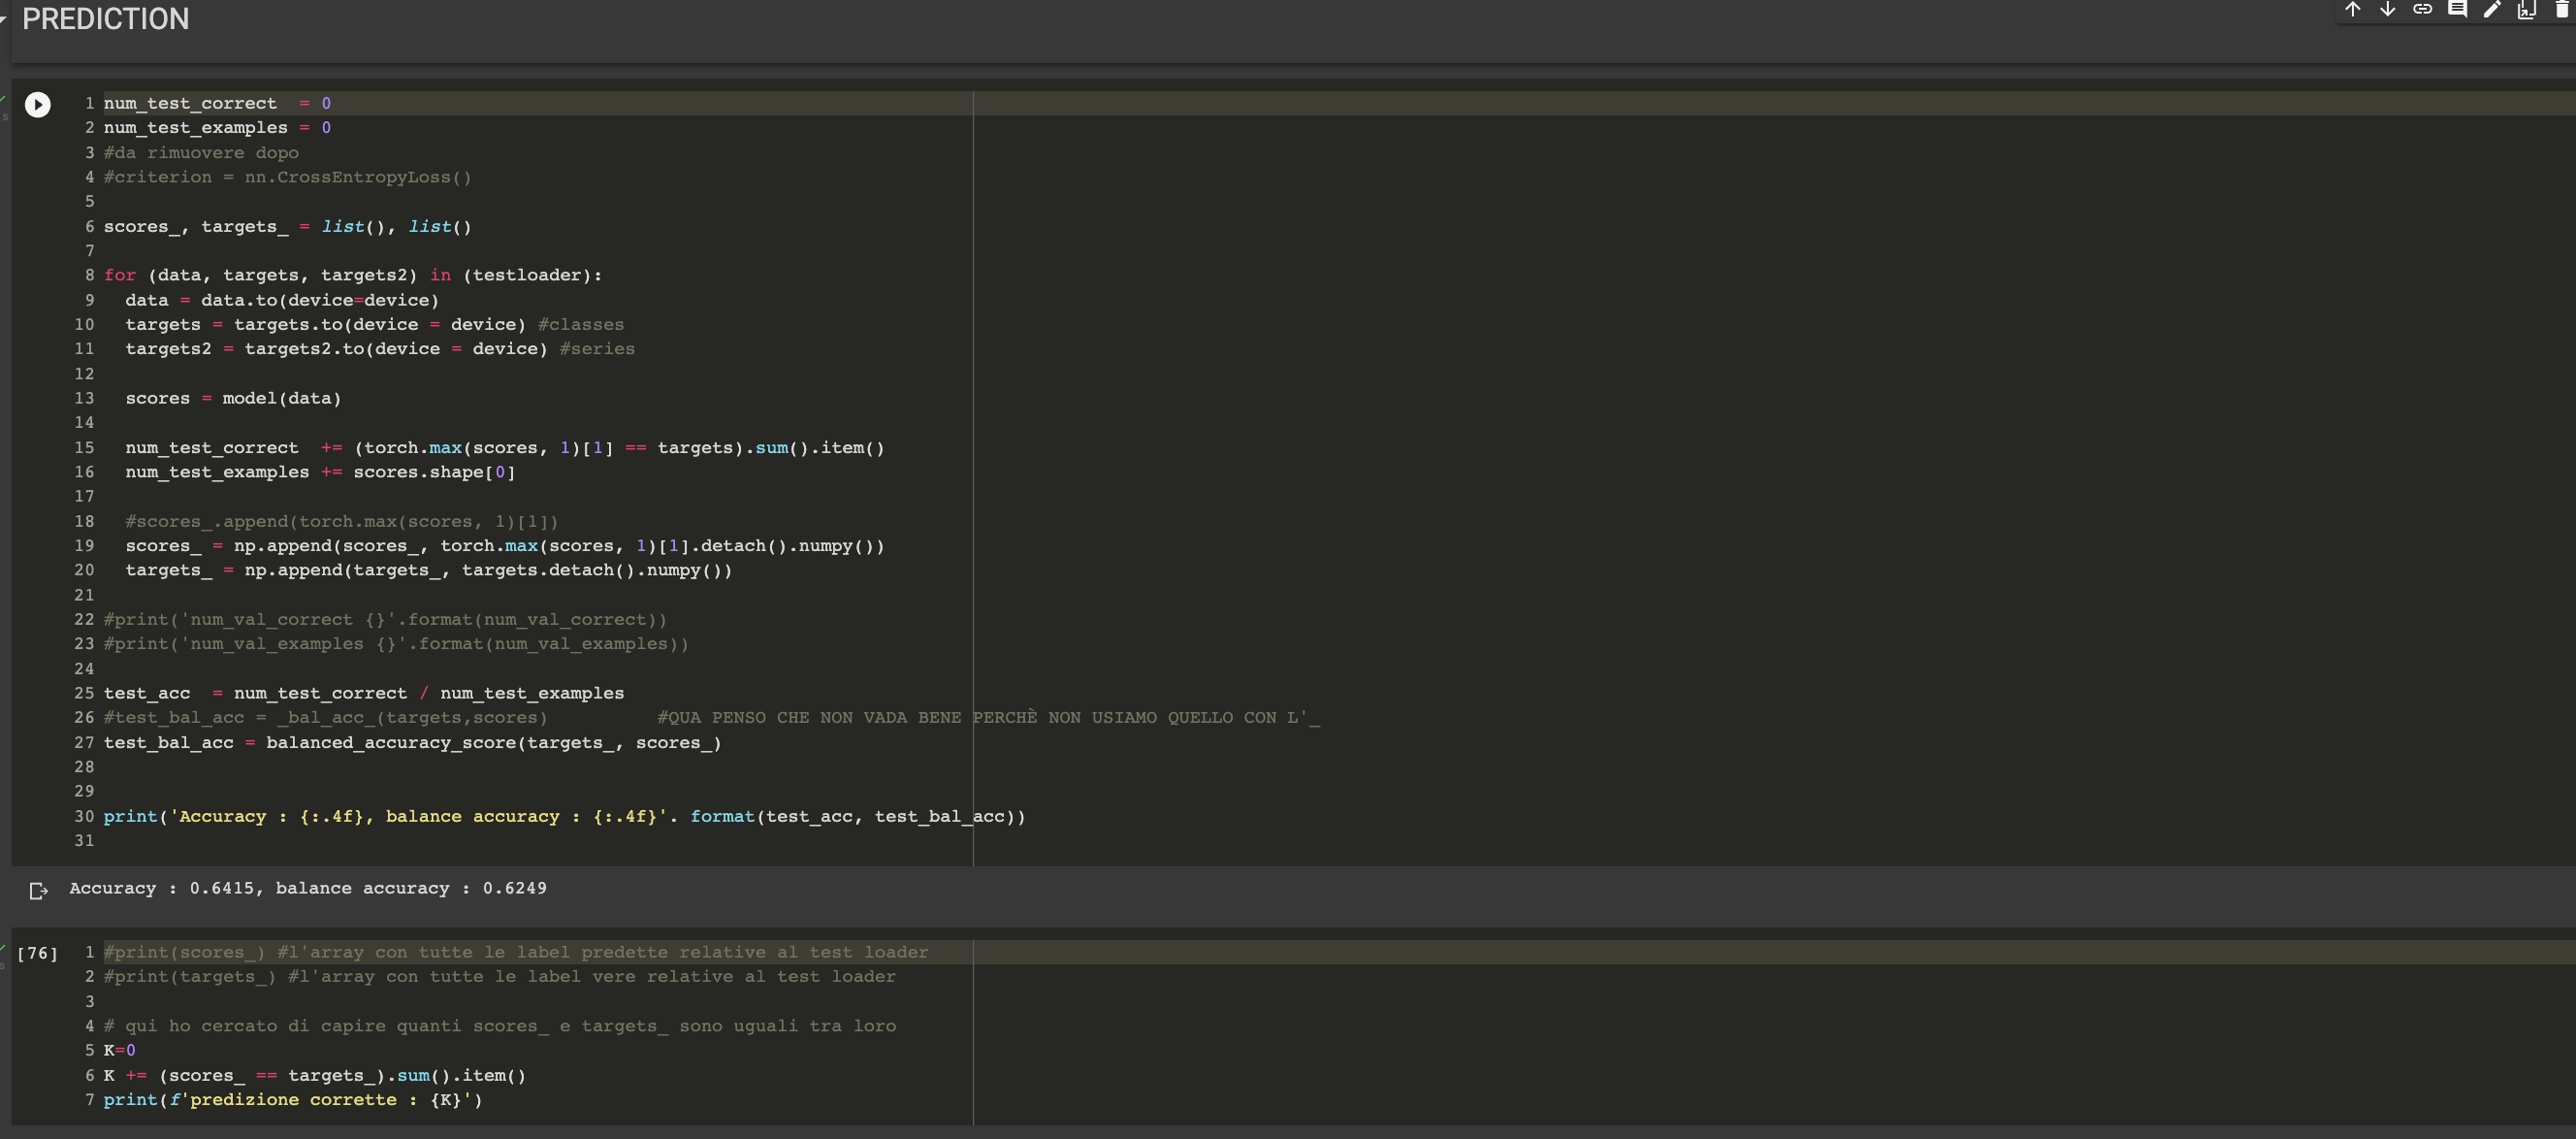 PREDICTION
1 num_test_correct  = 0
2 num_test_examples = 0
3 #da rimuovere dopo
4 #criterion = nn.CrossEntropyLoss()
5
6 scores_, targets_ = list(), list()
7
8 for (data, targets, targets2) in (testloader):
9   data = data.to(device=device)
10   targets = targets.to(device = device) #classes
11   targets2 = targets2.to(device = device) #series
12
13   scores = model(data)
14
15   num_test_correct  += (torch.max(scores, 1)[1] == targets).sum().item()
16   num_test_examples += scores.shape[0]
17
18   #scores_.append(torch.max(scores, 1)[1])
19   scores_ = np.append(scores_, torch.max(scores, 1)[1].detach().numpy())
20   targets_ = np.append(targets_, targets.detach().numpy())
21
22 #print('num_val_correct {}'.format(num_val_correct))
23 #print('num_val_examples {}'.format(num_val_examples))
24
25 test_acc  = num_test_correct / num_test_examples
26 #test_bal_acc = _bal_acc_(targets,scores)          #QUA PENSO CHE NON VADA BENE PERCHÈ NON USIAMO QUELLO CON L'_
27 test_bal_acc = balanced_accuracy_score(targets_, scores_)
28
29
30 print('Accuracy : {:.4f}, balance accuracy : {:.4f}'. format(test_acc, test_bal_acc))
31
Accuracy : 0.6415, balance accuracy : 0.6249
[76] 1 #print(scores_) #l'array con tutte le label predette relative al test loader
2 #print(targets_) #l'array con tutte le label vere relative al test loader
3
4 # qui ho cercato di capire quanti scores_ e targets_ sono uguali tra loro
5 K=0
6 K += (scores_ == targets_).sum().item()
7 print(f'predizione corrette : {K}')